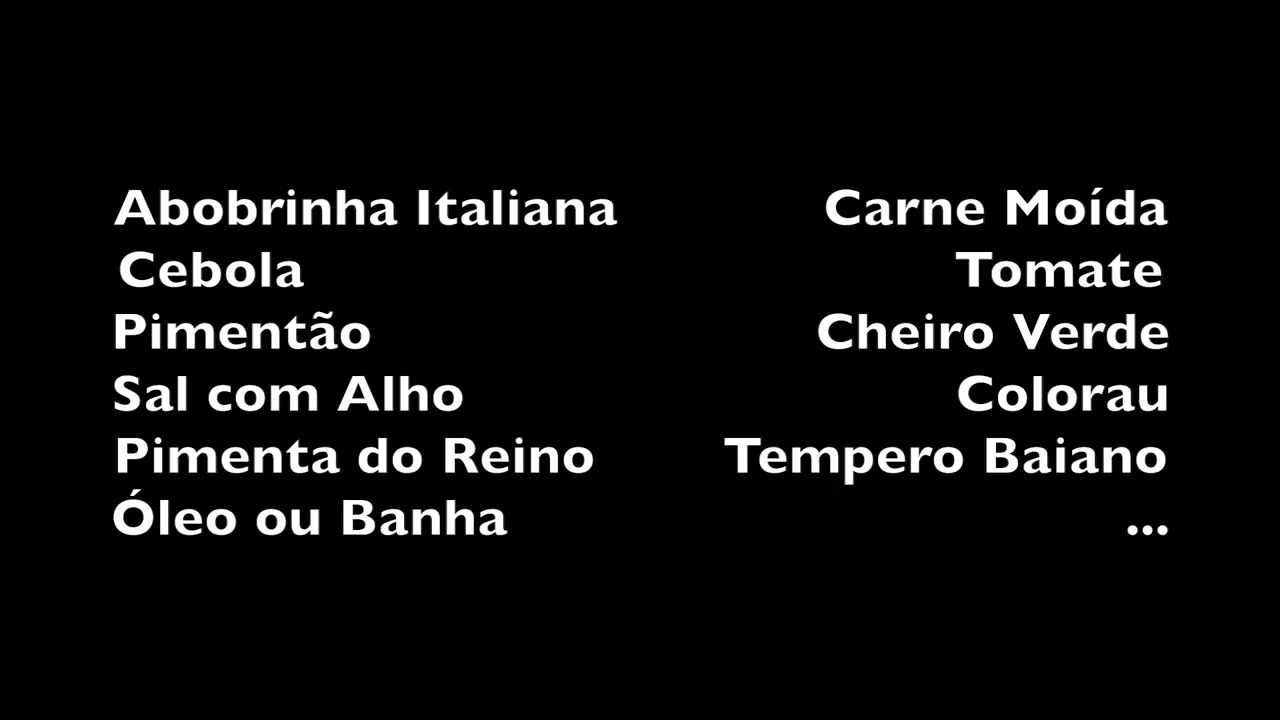 Abobrinha Italiana Carne Moída
Cebola Tomate
Pimentão Cheiro Verde
Sal com Alho Colorau
Pimenta do Reino Tempero Baiano
Óleo ou Banha ...